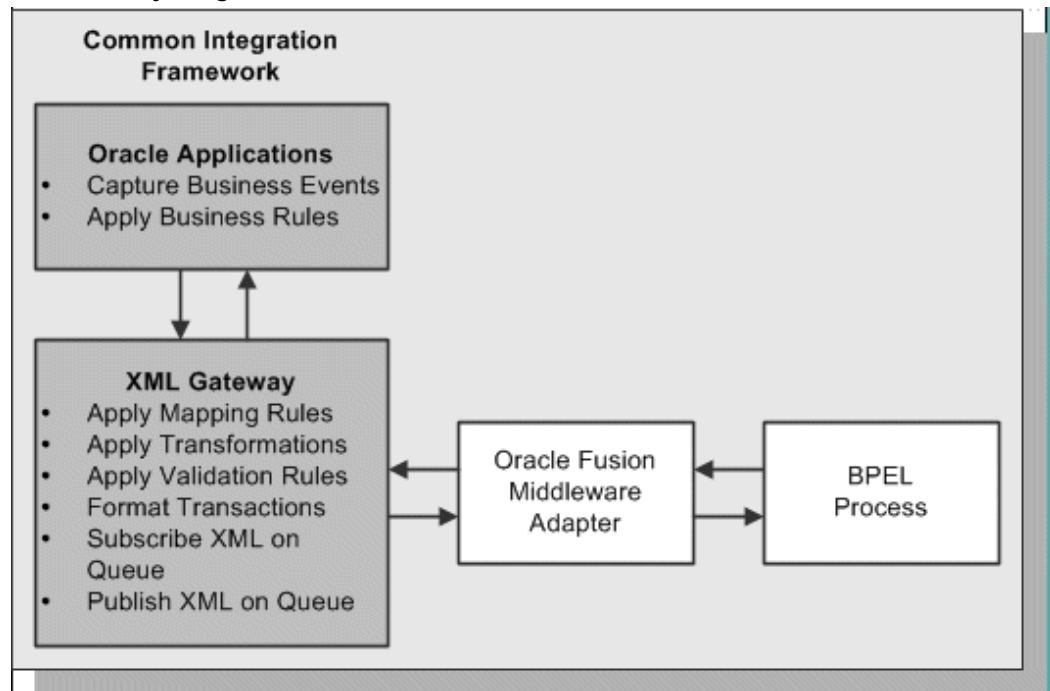 Common Integration
Framework
Oracle Applications
• Capture Business Events
• Apply Business Rules
XML Gateway
• Apply Mapping Rules
• Apply Transformations
• Apply Validation Rules
• Format Transactions
• Subscribe XML on
Queue
• Publish XML on Queue
Oracle Fusion
Middleware
Adapter
BPEL
Process